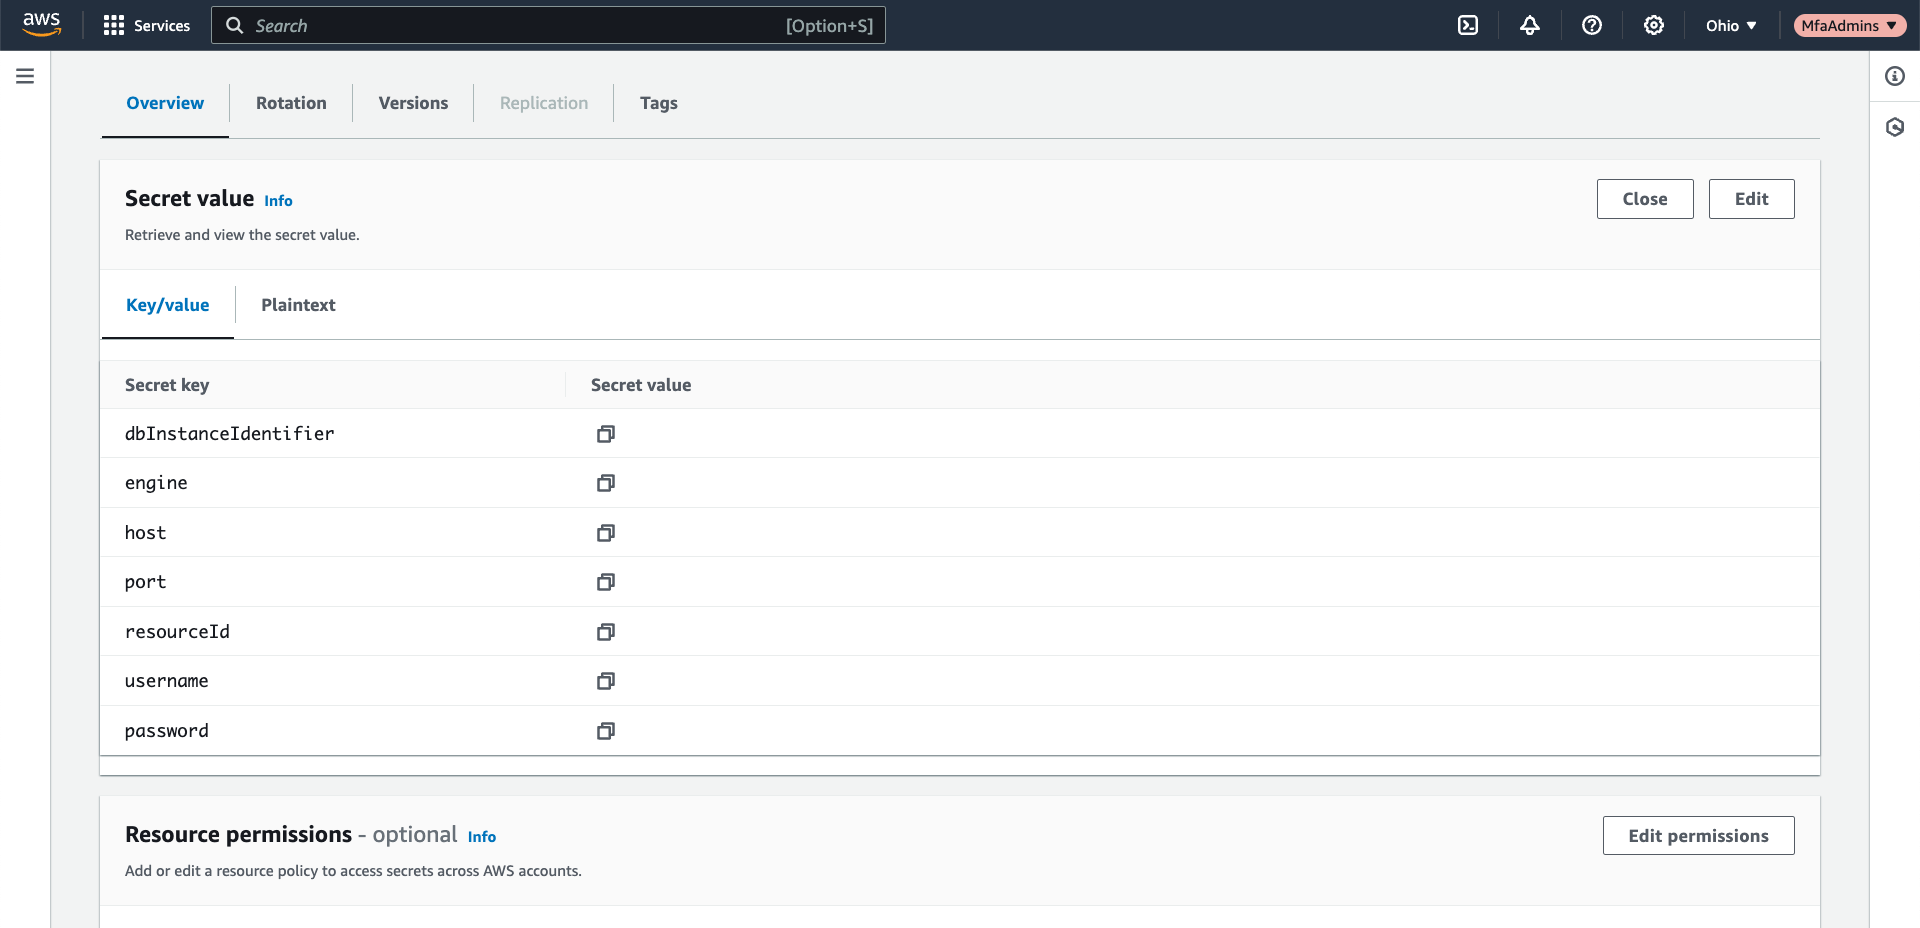 aws Services Search [Option+S] Ohio MfaAdmins
Overview Rotation Versions Replication Tags
Secret value Info Close Edit
Retrieve and view the secret value.
Key/value Plaintext
Secret key Secret value
dbInstanceIdentifier
engine
host
port
resourceId
username
password
Resource permissions - optional Info Edit permissions
Add or edit a resource policy to access secrets across AWS accounts.